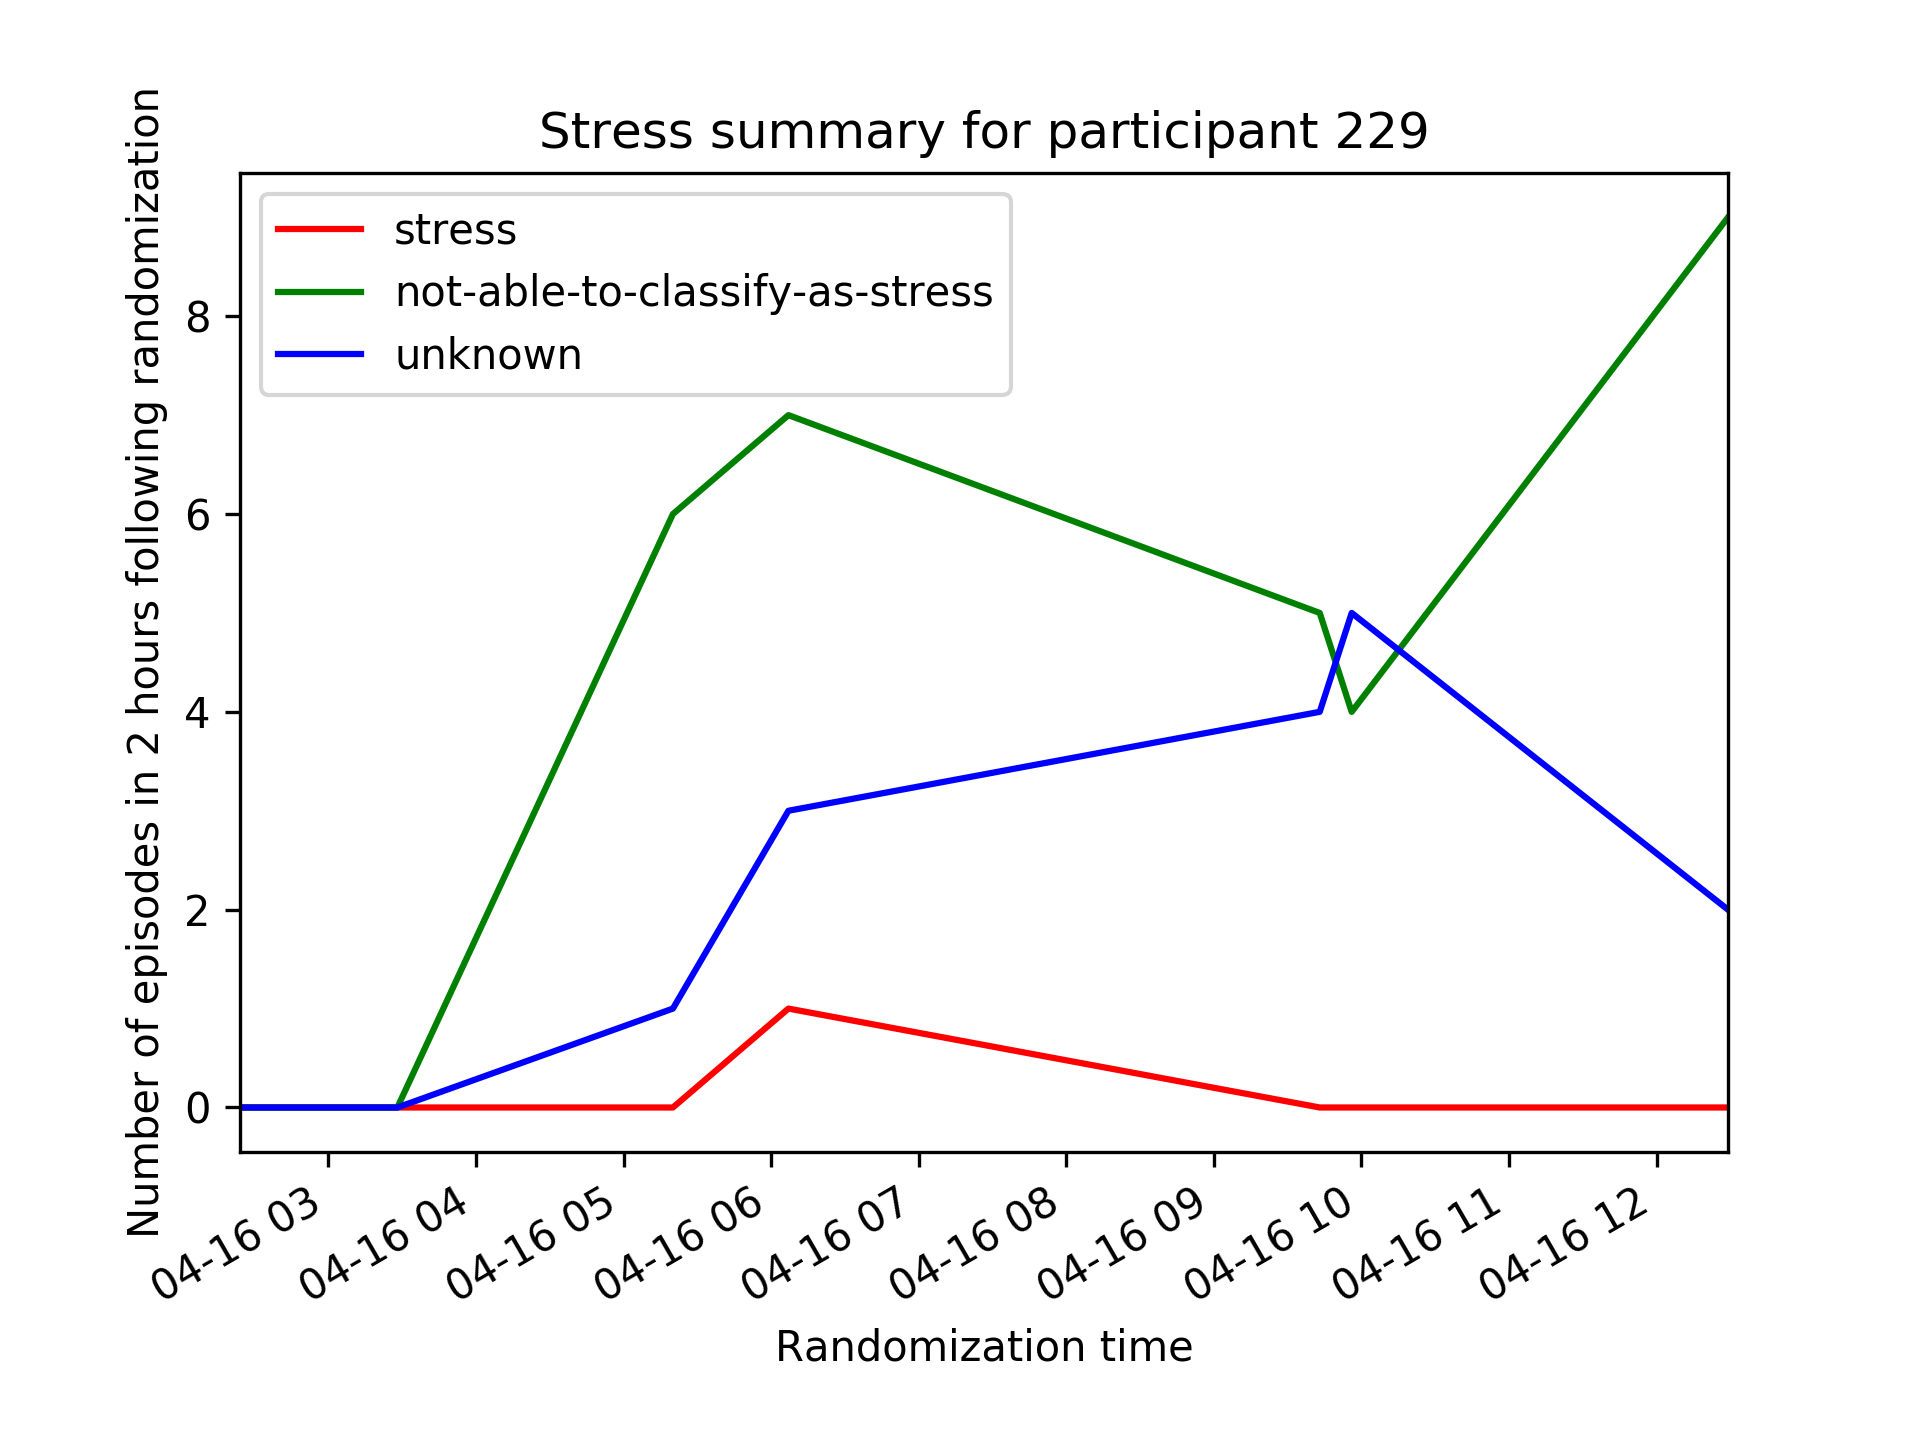 Stress summary for participant 229
stress
not-able-to-classify-as-stress
unknown
Number of episodes in 2 hours following randomization
8
6
4
2
0
04-16 03
04-16 04
04-16 05
04-16 06
04-16 07
04-16 08
04-16 09
04-16 10
04-16 11
04-16 12
Randomization time